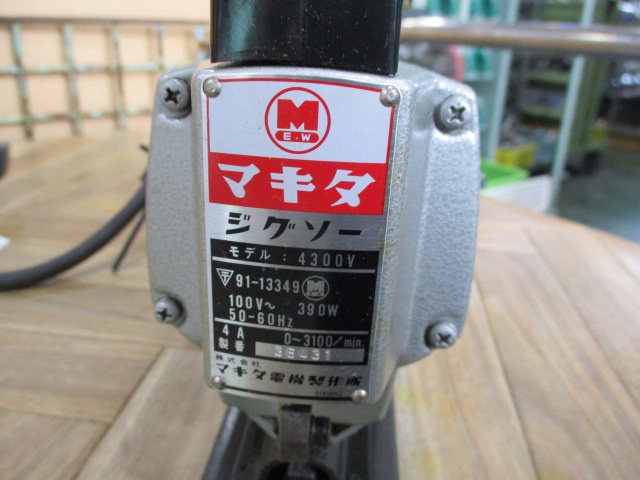 M
E.W
マキタ
ジグソー
モデル：4300V
〒 91-13349 M
100V～ 390W
50-60Hz
4A 0～3100/min.
製番
株式会社
マキタ電機製作所